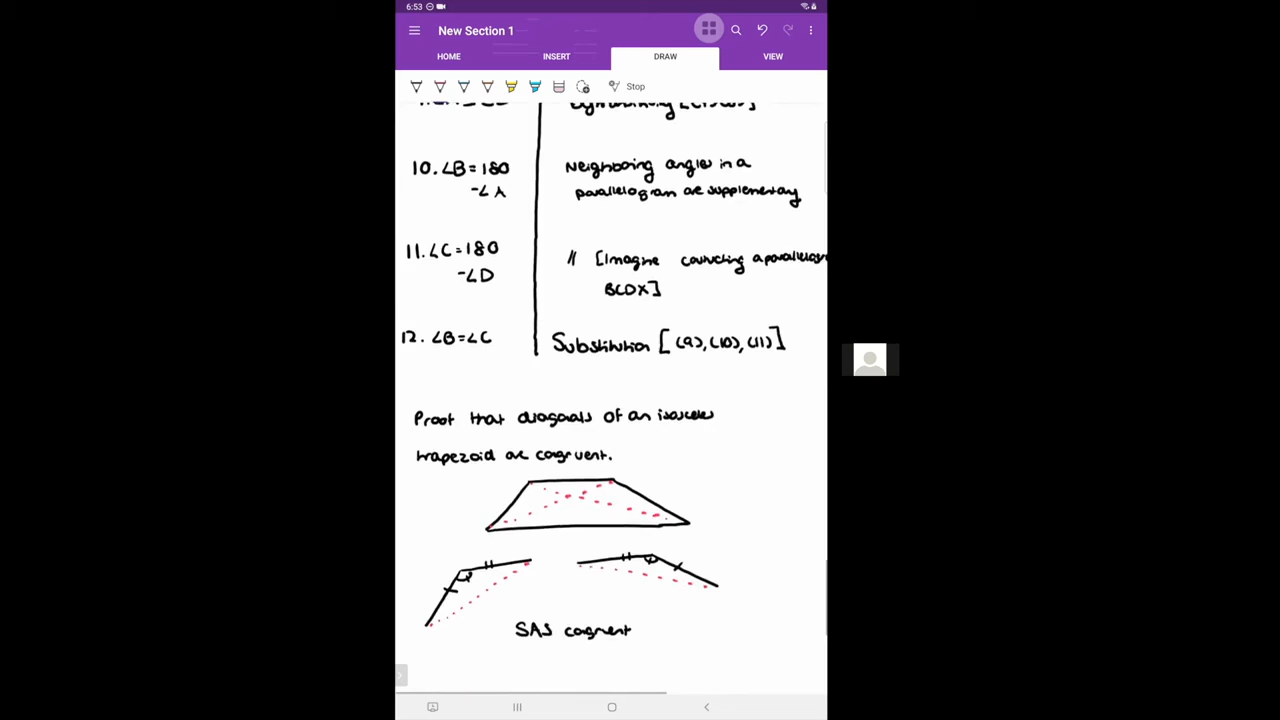 6:53
New Section 1
HOME INSERT DRAW VIEW
Stop
10. ∠B = 180
-∠A
Neighboring angles in a
parallelogram are supplementary
11. ∠C = 180
-∠D
// [Imagine a parallelogram
BCDX]
12. ∠B = ∠C
Substitution [(9), (10), (11)]
Proof that diagonals of an isosceles
trapezoid are congruent.
SAS congruent